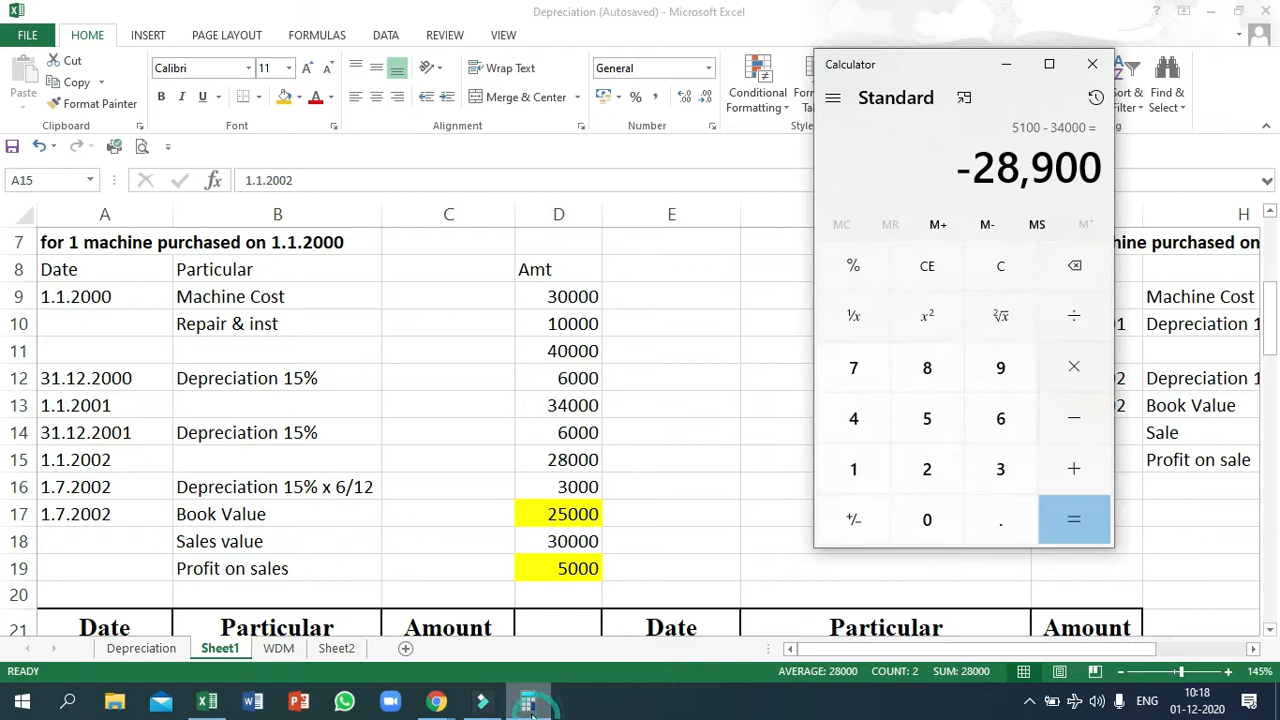 Depreciation (Autosaved) - Microsoft Excel
FILE HOME INSERT PAGE LAYOUT FORMULAS DATA REVIEW VIEW
Paste
Cut
Copy
Format Painter
Clipboard
Calibri 11
B I U A A
Font
Wrap Text
Merge & Center
Alignment
General
% ,
Number
Conditional
Formatting
Styles
Sort &
Filter
Find &
Select
Editing
A15 fx 1.1.2002
A B C D E H
7 for 1 machine purchased on 1.1.2000
8 Date Particular Amt
9 1.1.2000 Machine Cost 30000 Machine Cost
10 Repair & inst 10000 Depreciation 1
11 40000
12 31.12.2000 Depreciation 15% 6000 Depreciation 1
13 1.1.2001 34000 Book Value
14 31.12.2001 Depreciation 15% 6000 Sale
15 1.1.2002 28000 Profit on sale
16 1.7.2002 Depreciation 15% x 6/12 3000
17 1.7.2002 Book Value 25000
18 Sales value 30000
19 Profit on sales 5000
20
21 Date Particular Amount Date Particular Amount
Calculator
Standard
5100 - 34000 =
-28,900
MC MR M+ M- MS M˅
% CE C
¹/x x² ²√x ÷
7 8 9 ×
4 5 6 −
1 2 3 +
+/− 0 . =
Depreciation Sheet1 WDM Sheet2
READY AVERAGE: 28000 COUNT: 2 SUM: 28000 145%
ENG
10:18
01-12-2020